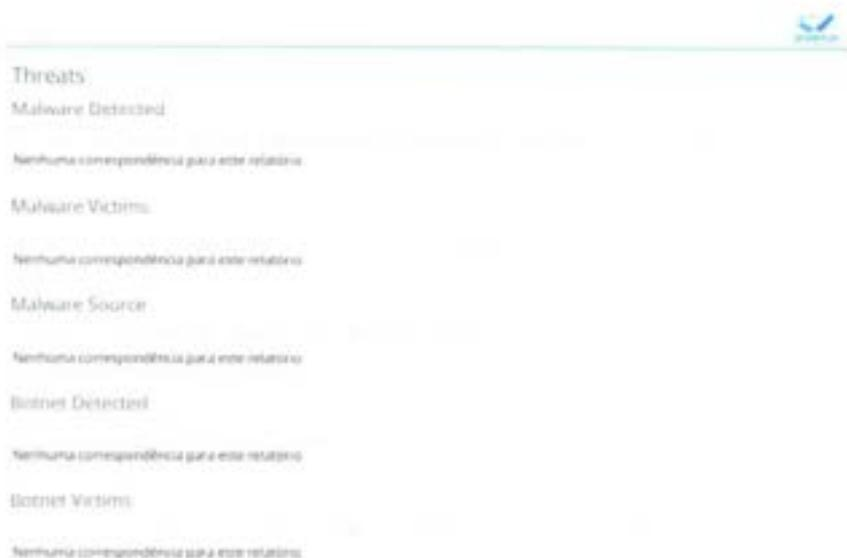 Threats
Malware Detected
Nenhuma correspondência para este relatório
Malware Victims
Nenhuma correspondência para este relatório
Malware Source
Nenhuma correspondência para este relatório
Botnet Detected
Nenhuma correspondência para este relatório
Botnet Victims
Nenhuma correspondência para este relatório